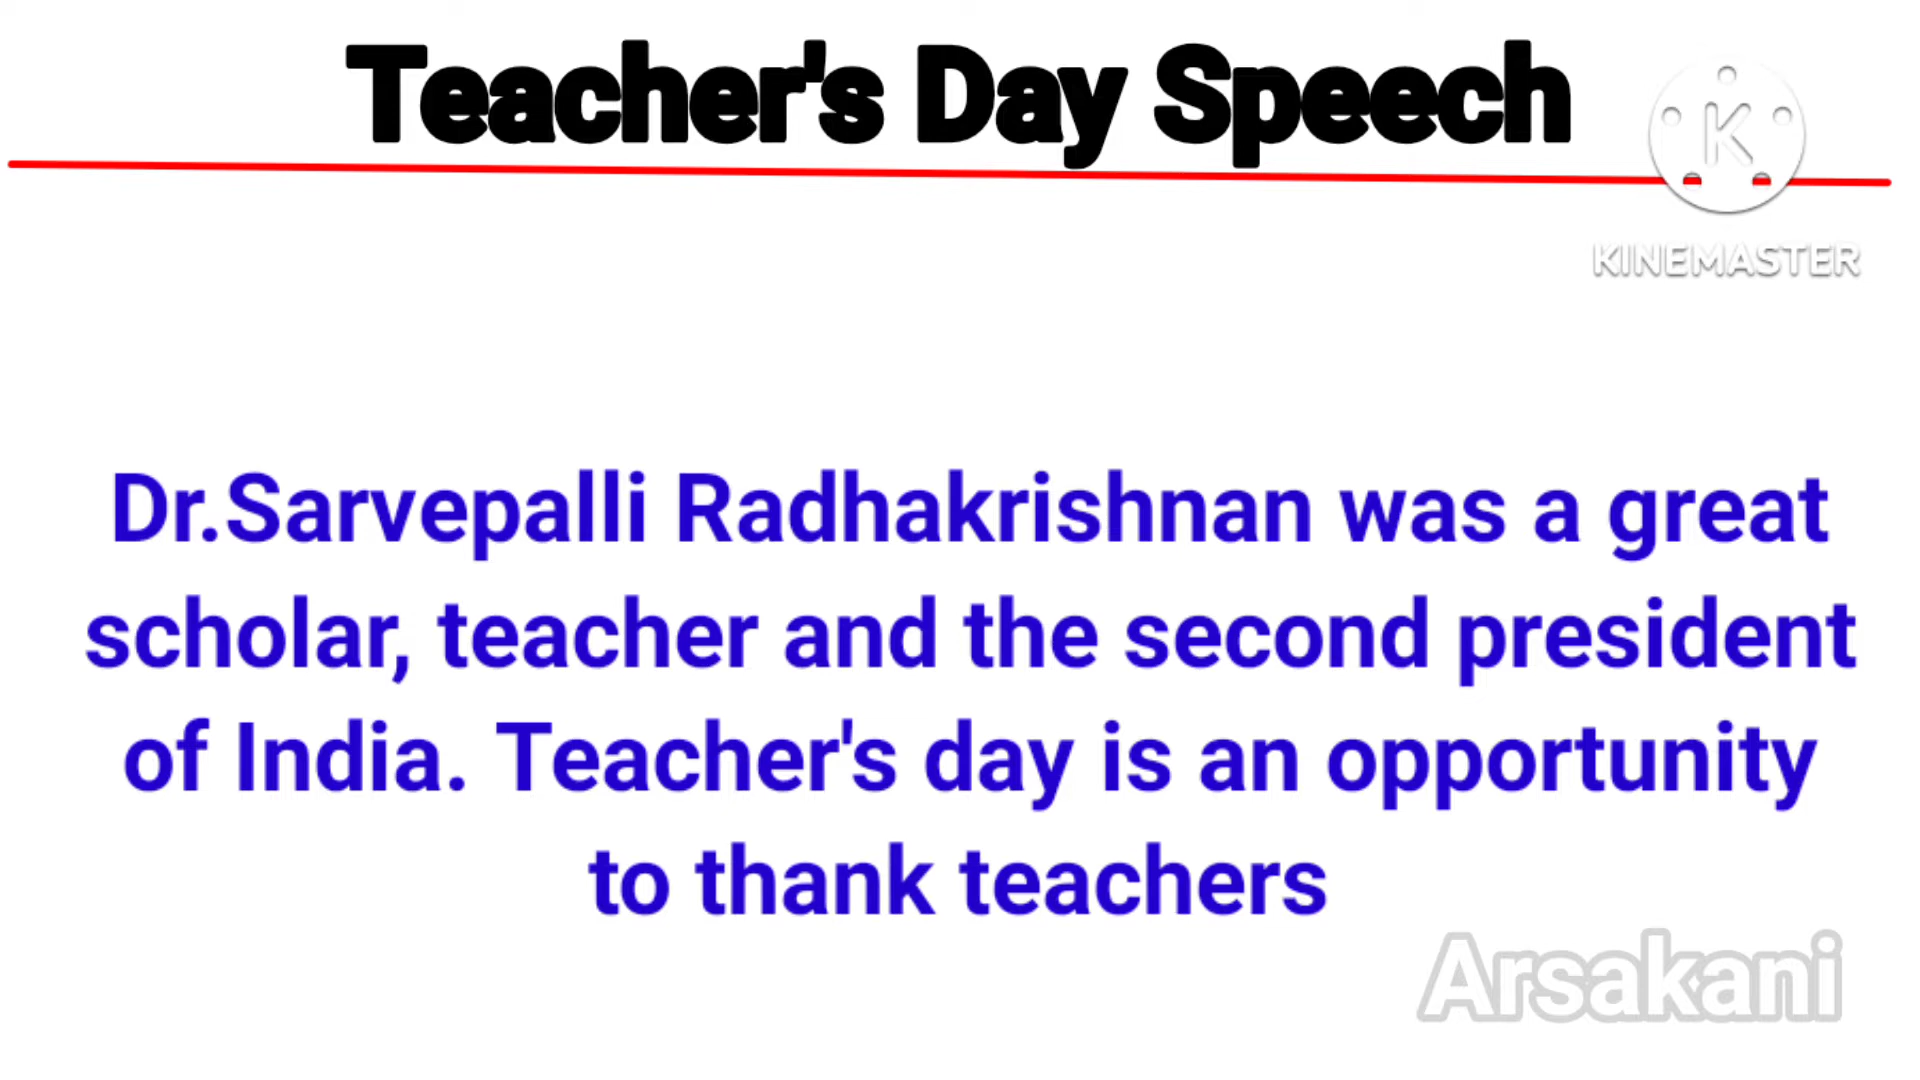 Teacher's Day Speech
K
KINEMASTER
Dr.Sarvepalli Radhakrishnan was a great
scholar, teacher and the second president
of India. Teacher's day is an opportunity
to thank teachers
Arsakani